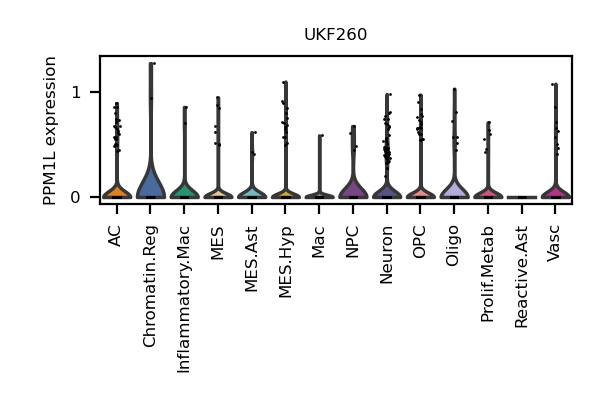 UKF260
PPM1L expression
1
0
AC
Chromatin.Reg
Inflammatory.Mac
MES
MES.Ast
MES.Hyp
Mac
NPC
Neuron
OPC
Oligo
Prolif.Metab
Reactive.Ast
Vasc